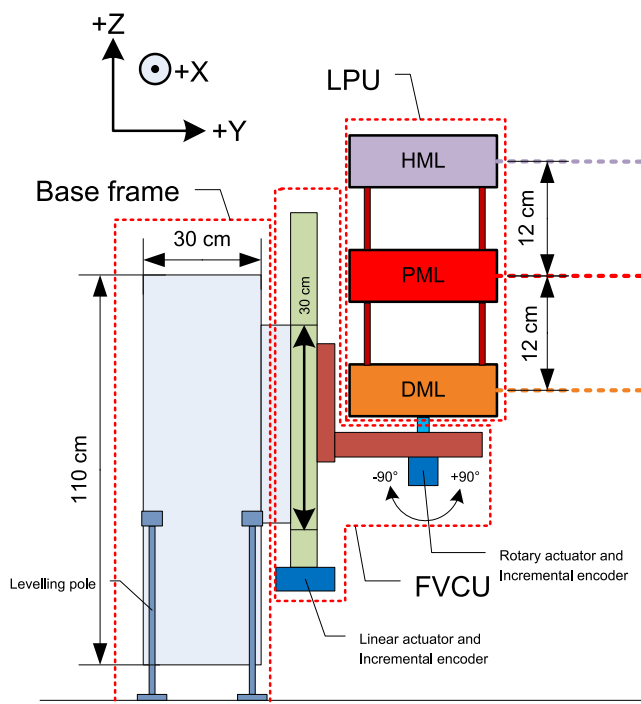 +Z
+X
+Y
LPU
HML
Base frame
12 cm
30 cm
PML
30 cm
12 cm
DML
110 cm
-90°
+90°
Rotary actuator and
Incremental encoder
Levelling pole
FVCU
Linear actuator and
Incremental encoder